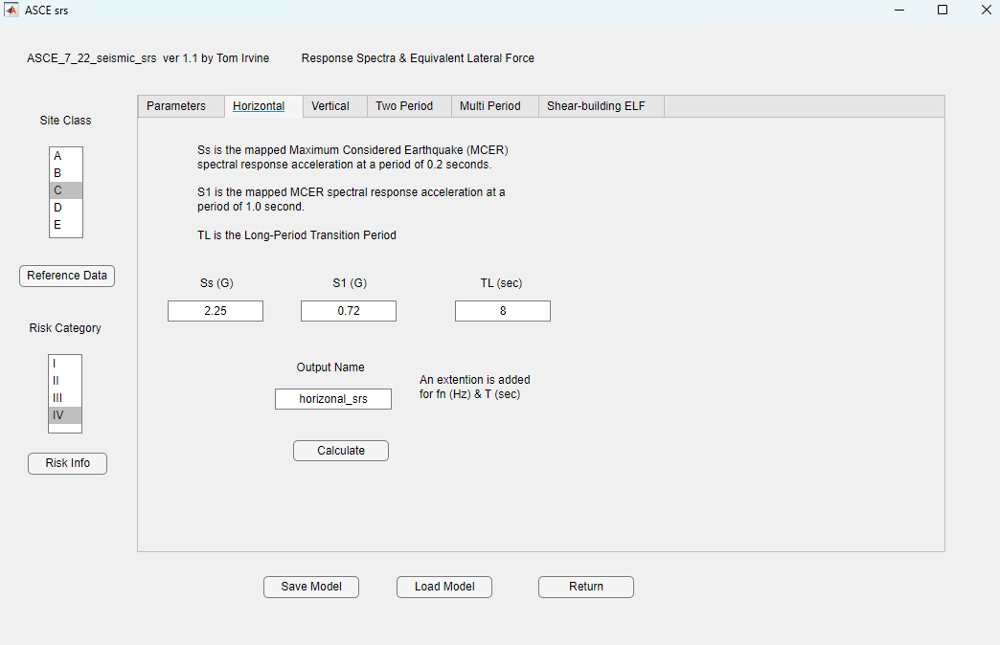 ASCE srs
ASCE_7_22_seismic_srs  ver 1.1 by Tom Irvine
Response Spectra & Equivalent Lateral Force
Parameters
Horizontal
Vertical
Two Period
Multi Period
Shear-building ELF
Site Class
A
B
C
D
E
Reference Data
Risk Category
I
II
III
IV
Risk Info
Ss is the mapped Maximum Considered Earthquake (MCER)
spectral response acceleration at a period of 0.2 seconds.
S1 is the mapped MCER spectral response acceleration at a
period of 1.0 second.
TL is the Long-Period Transition Period
Ss (G)
S1 (G)
TL (sec)
2.25
0.72
8
Output Name
horizonal_srs
An extention is added
for fn (Hz) & T (sec)
Calculate
Save Model
Load Model
Return